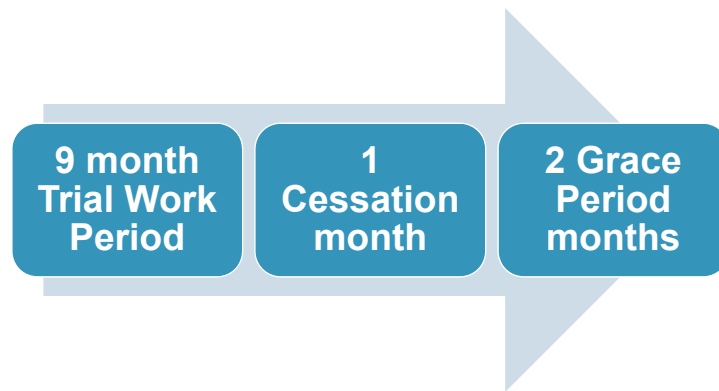 9 month
Trial Work
Period
1
Cessation
month
2 Grace
Period
months